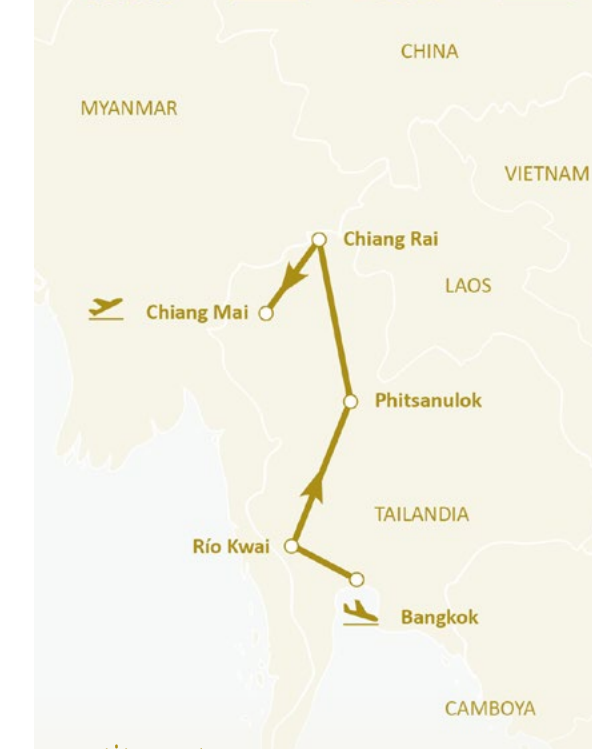 CHINA
MYANMAR
VIETNAM
Chiang Rai
LAOS
Chiang Mai
Phitsanulok
TAILANDIA
Río Kwai
Bangkok
CAMBOYA